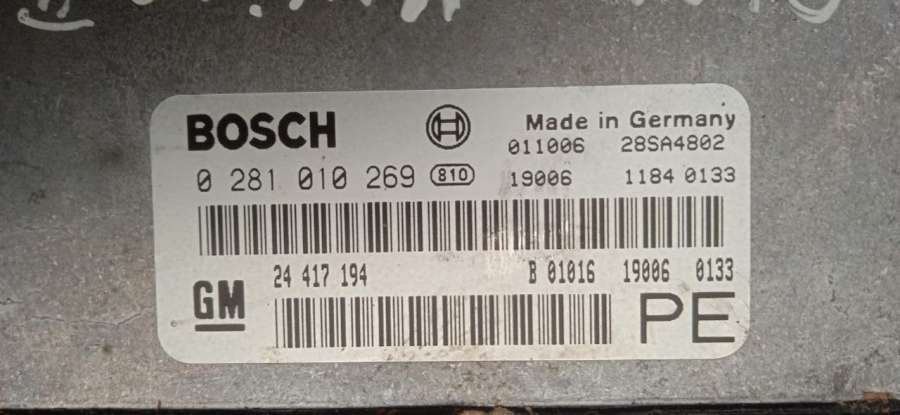 BOSCH
Made in Germany
011006 28SA4802
0 281 010 269 810 19006 1184 0133
24 417 194 B 01016 19006 0133
GM PE